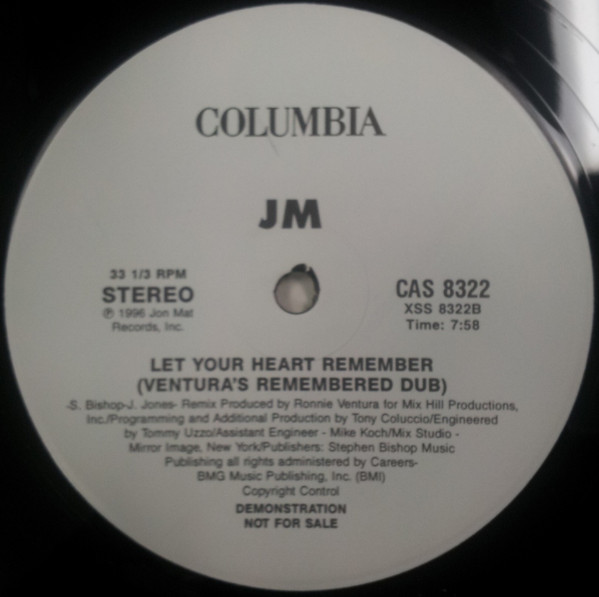 COLUMBIA
JM
33 1/3 RPM
STEREO
℗ 1996 Jon Mat
Records, Inc.
CAS 8322
XSS 8322B
Time: 7:58
LET YOUR HEART REMEMBER
(VENTURA'S REMEMBERED DUB)
-S. Bishop-J. Jones- Remix Produced by Ronnie Ventura for Mix Hill Productions,
Inc./Programming and Additional Production by Tony Coluccio/Engineered
by Tommy Uzzo/Assistant Engineer - Mike Koch/Mix Studio -
Mirror Image, New York/Publishers: Stephen Bishop Music
Publishing all rights administered by Careers-
BMG Music Publishing, Inc. (BMI)
Copyright Control
DEMONSTRATION
NOT FOR SALE